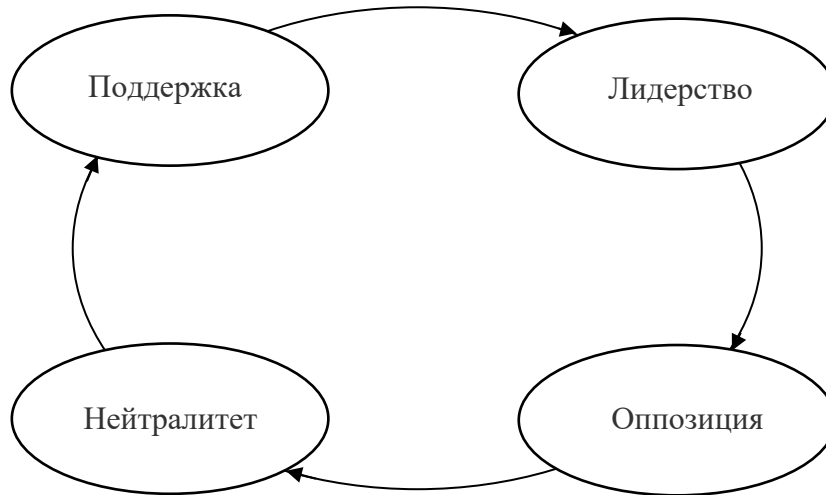 Поддержка
Лидерство
Нейтралитет
Оппозиция